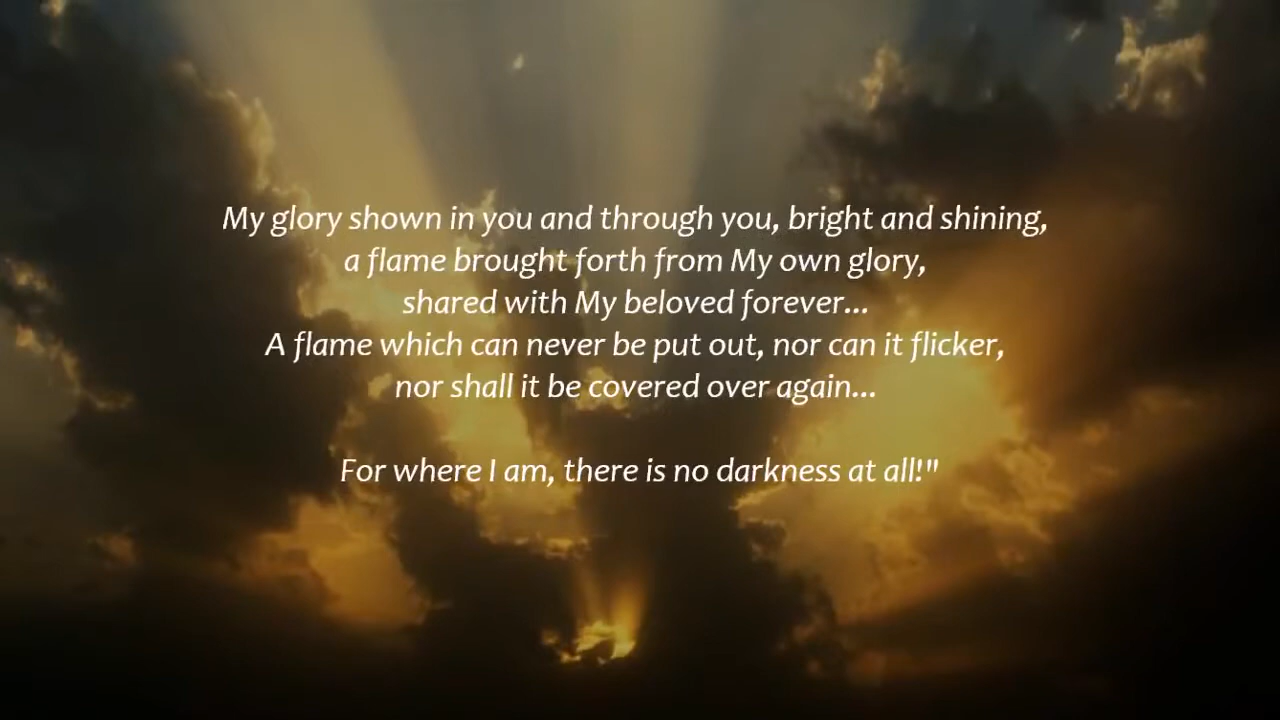 My glory shown in you and through you, bright and shining,
a flame brought forth from My own glory,
shared with My beloved forever...
A flame which can never be put out, nor can it flicker,
nor shall it be covered over again...
For where I am, there is no darkness at all!"